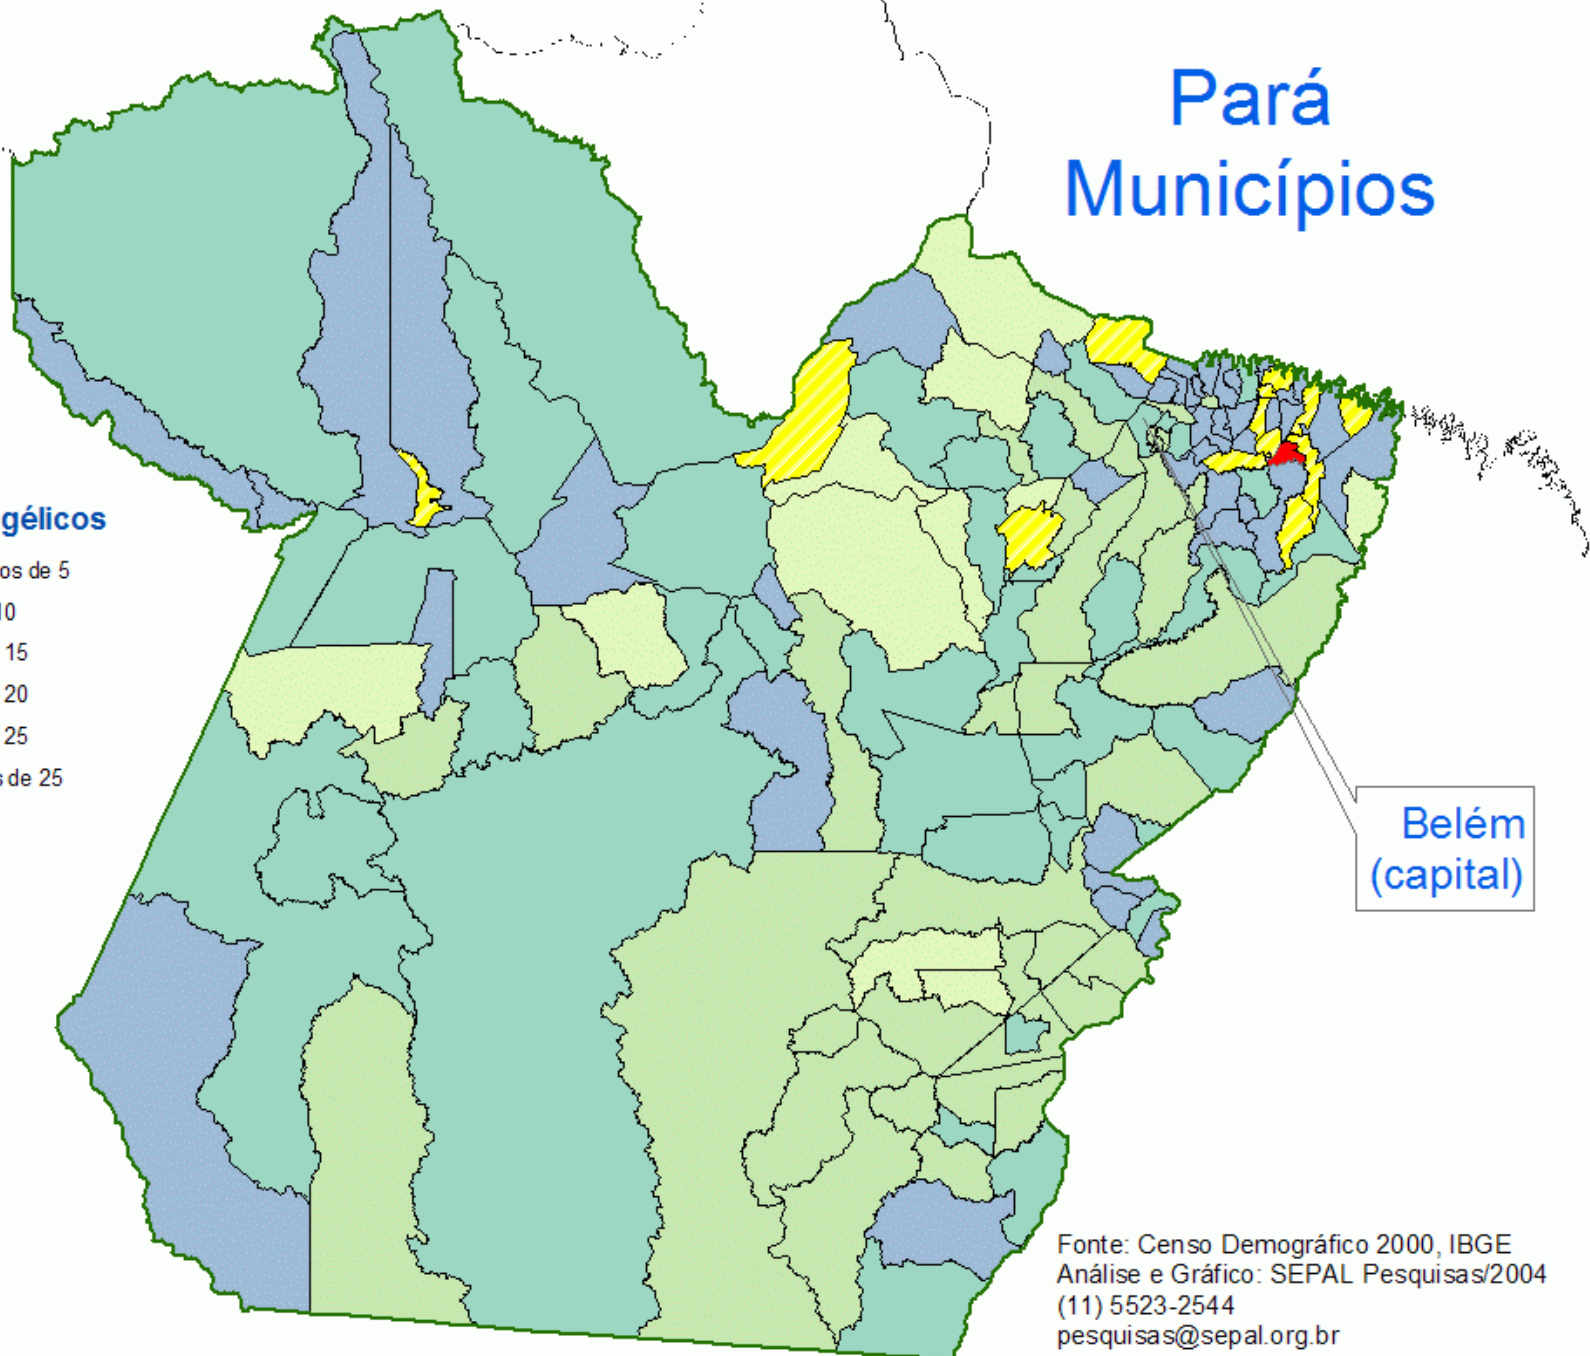 Pará
Municípios
gélicos
os de 5
10
15
20
25
s de 25
Belém
(capital)
Fonte: Censo Demográfico 2000, IBGE
Análise e Gráfico: SEPAL Pesquisas/2004
(11) 5523-2544
pesquisas@sepal.org.br